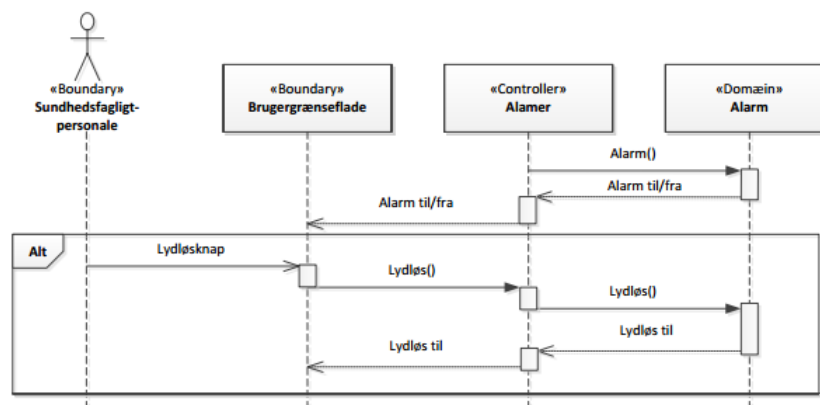 «Boundary»
Sundhedsfagligt-
personale
«Boundary»
Brugergrænseflade
«Controller»
Alamer
«Domæin»
Alarm
Alarm()
Alarm til/fra
Alarm til/fra
Alt
Lydløsknap
Lydløs()
Lydløs()
Lydløs til
Lydløs til